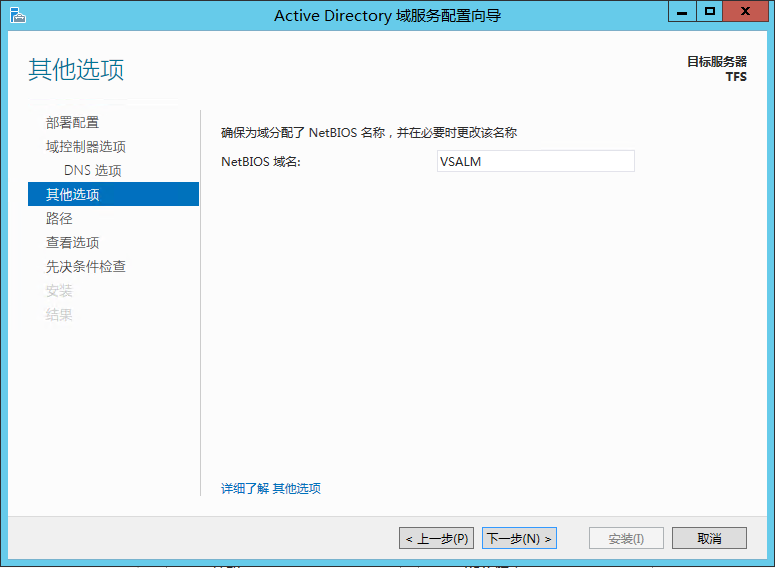 Active Directory 域服务配置向导
其他选项
目标服务器
TFS
部署配置
域控制器选项
DNS 选项
其他选项
路径
查看选项
先决条件检查
安装
结果
确保为域分配了 NetBIOS 名称，并在必要时更改该名称
NetBIOS 域名: VSALM
详细了解 其他选项
< 上一步(P) 下一步(N) > 安装(I) 取消